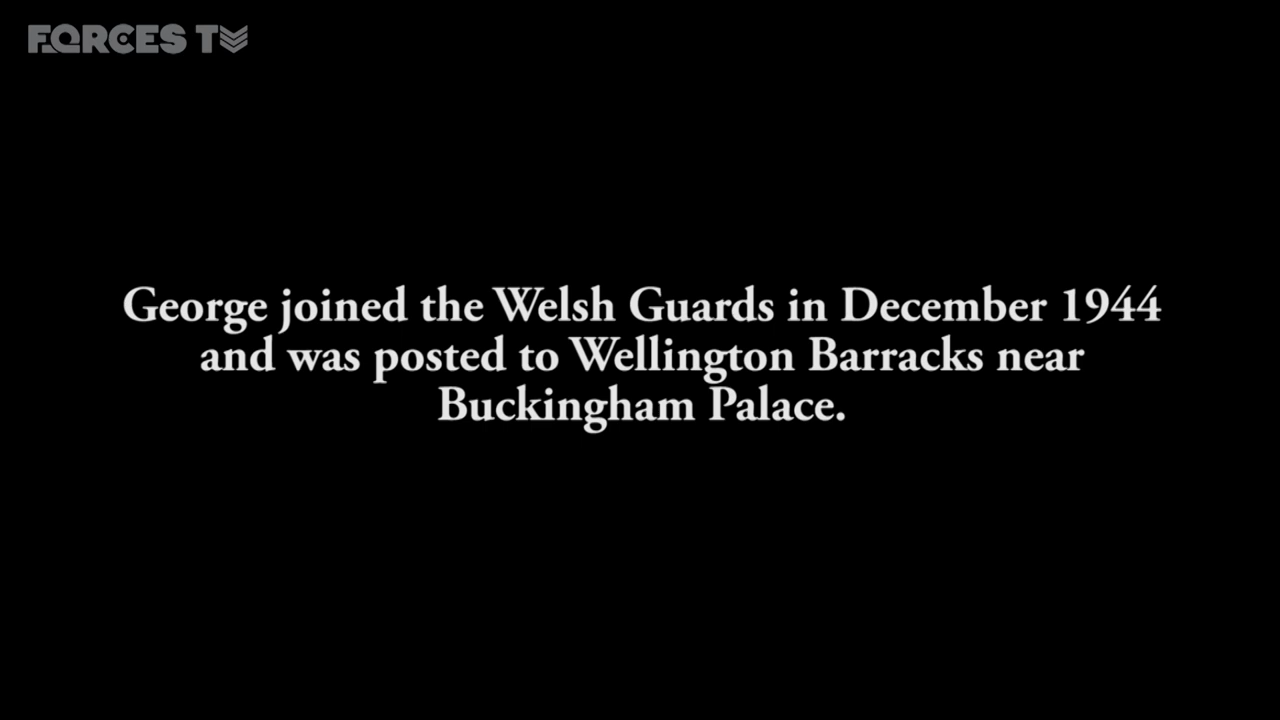 FORCES TV
George joined the Welsh Guards in December 1944
and was posted to Wellington Barracks near
Buckingham Palace.